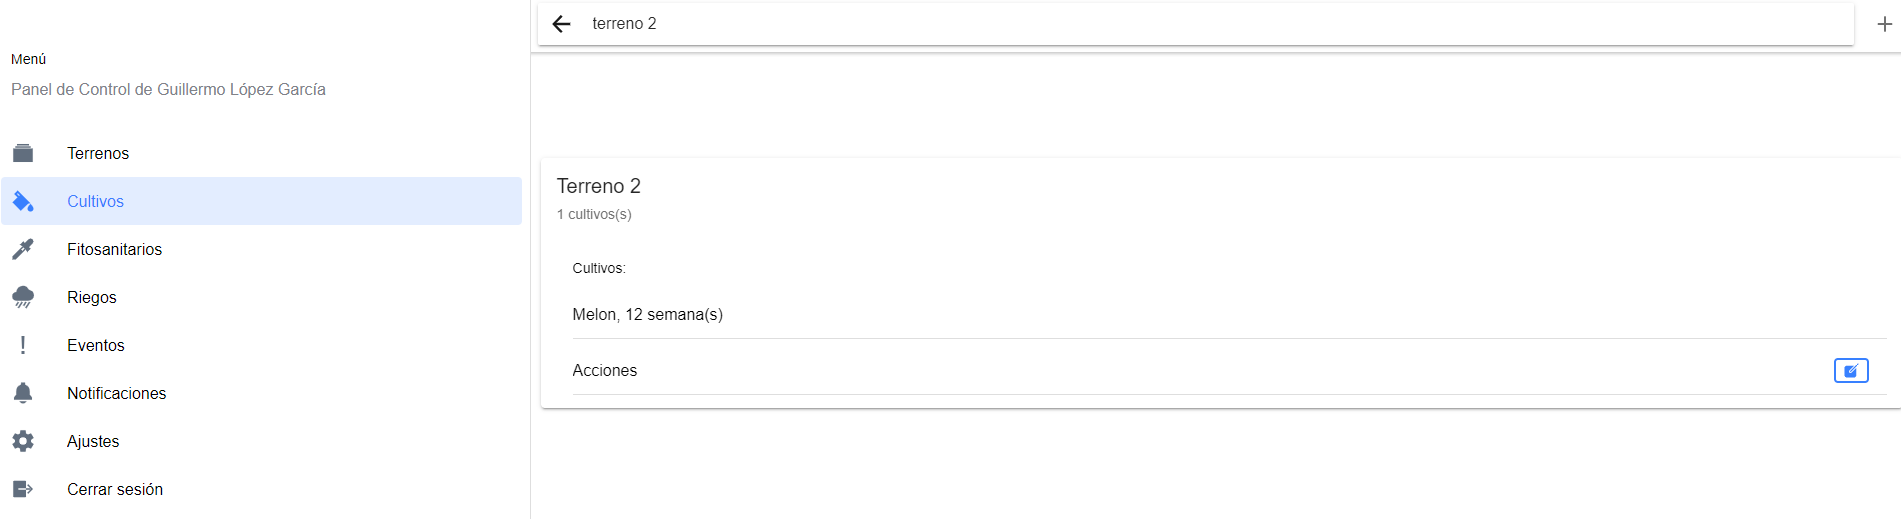 Menú
Panel de Control de Guillermo López García
Terrenos
Cultivos
Fitosanitarios
Riegos
Eventos
Notificaciones
Ajustes
Cerrar sesión
terreno 2
Terreno 2
1 cultivos(s)
Cultivos:
Melon, 12 semana(s)
Acciones